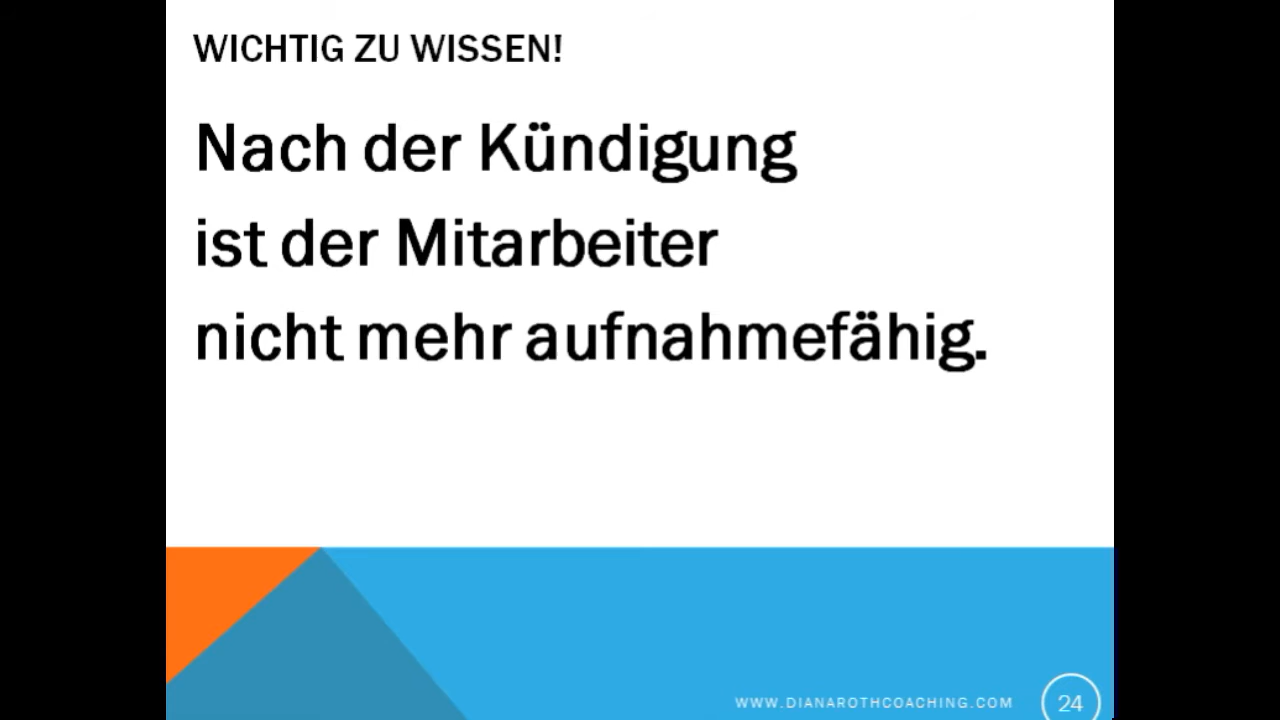 WICHTIG ZU WISSEN!
Nach der Kündigung
ist der Mitarbeiter
nicht mehr aufnahmefähig.
WWW.DIANAROTHCOACHING.COM
24